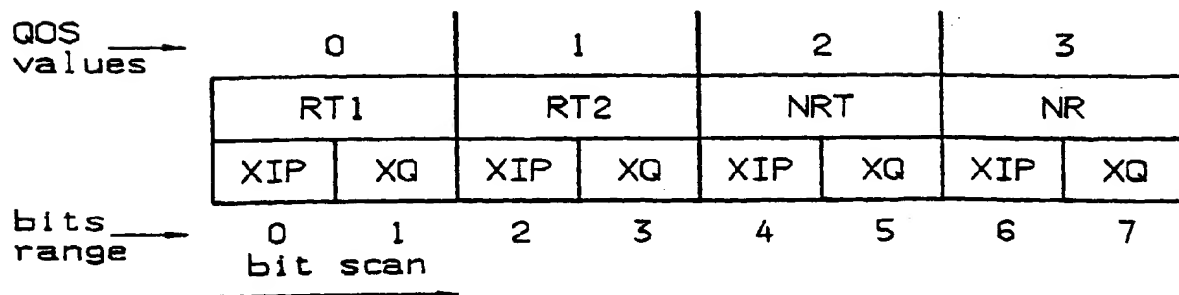 QOS values 0 1 2 3
RT1 RT2 NRT NR
XIP XQ XIP XQ XIP XQ XIP XQ
bits range 0 1 2 3 4 5 6 7
bit scan